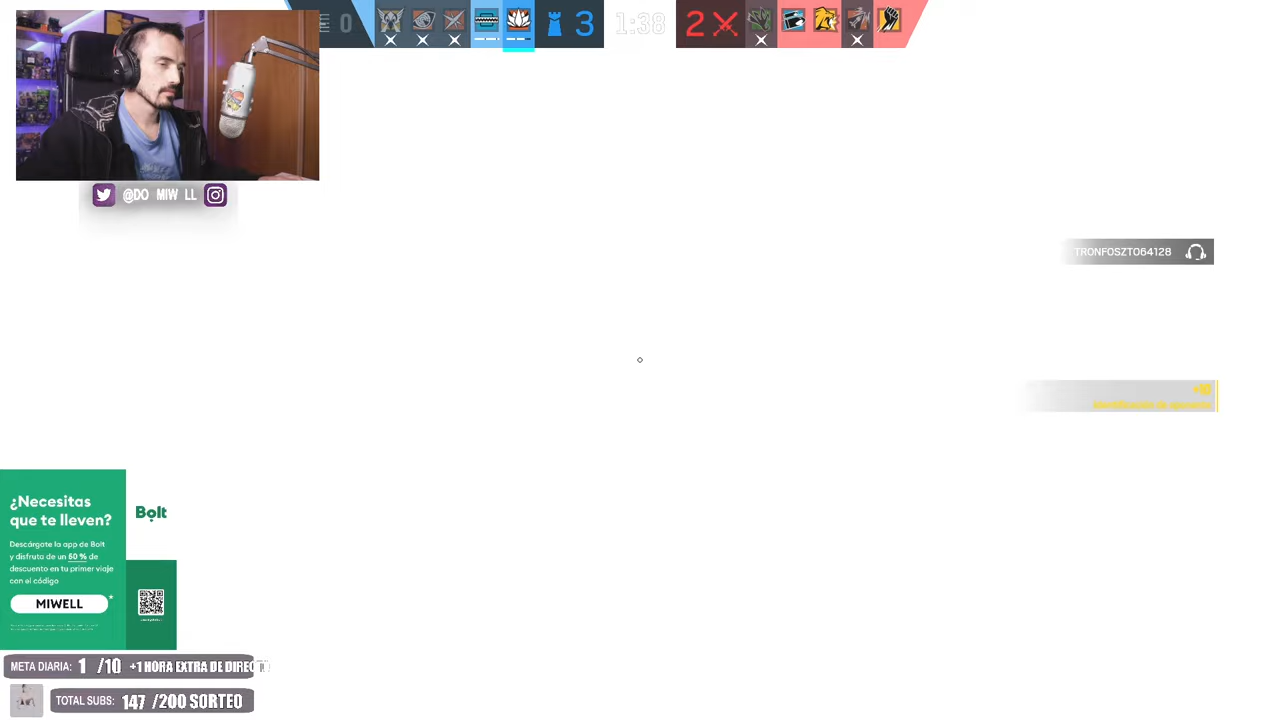 0
3
1:38
2
@DO MIW LL
TRONFOSZTO64128
+10
¿Necesitas
que te lleven?
Bolt
Descárgate la app de Bolt
y disfruta de un 50 % de
descuento en tu primer viaje
con el código
MIWELL
META DIARIA: 1 /10 +1 HORA EXTRA DE DIRECT
TOTAL SUBS: 147 /200 SORTEO